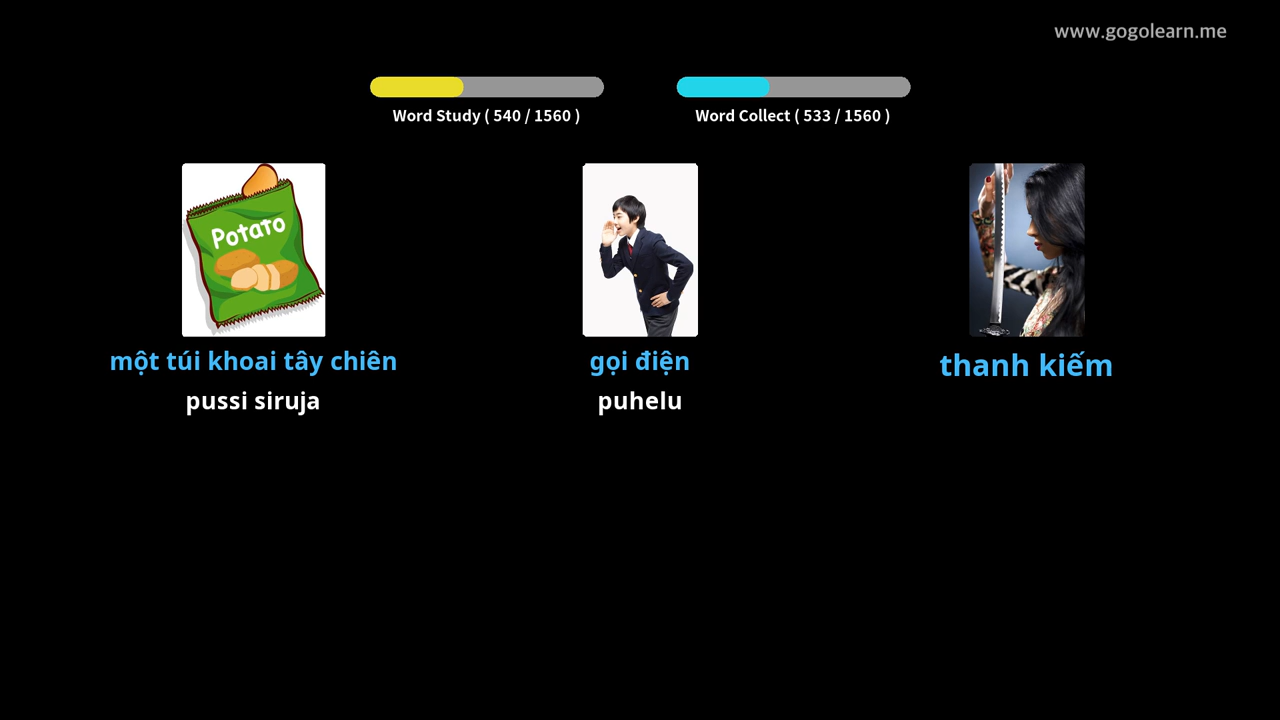 www.gogolearn.me
Word Study ( 540 / 1560 )
Word Collect ( 533 / 1560 )
Potato
một túi khoai tây chiên
pussi siruja
gọi điện
puhelu
thanh kiếm